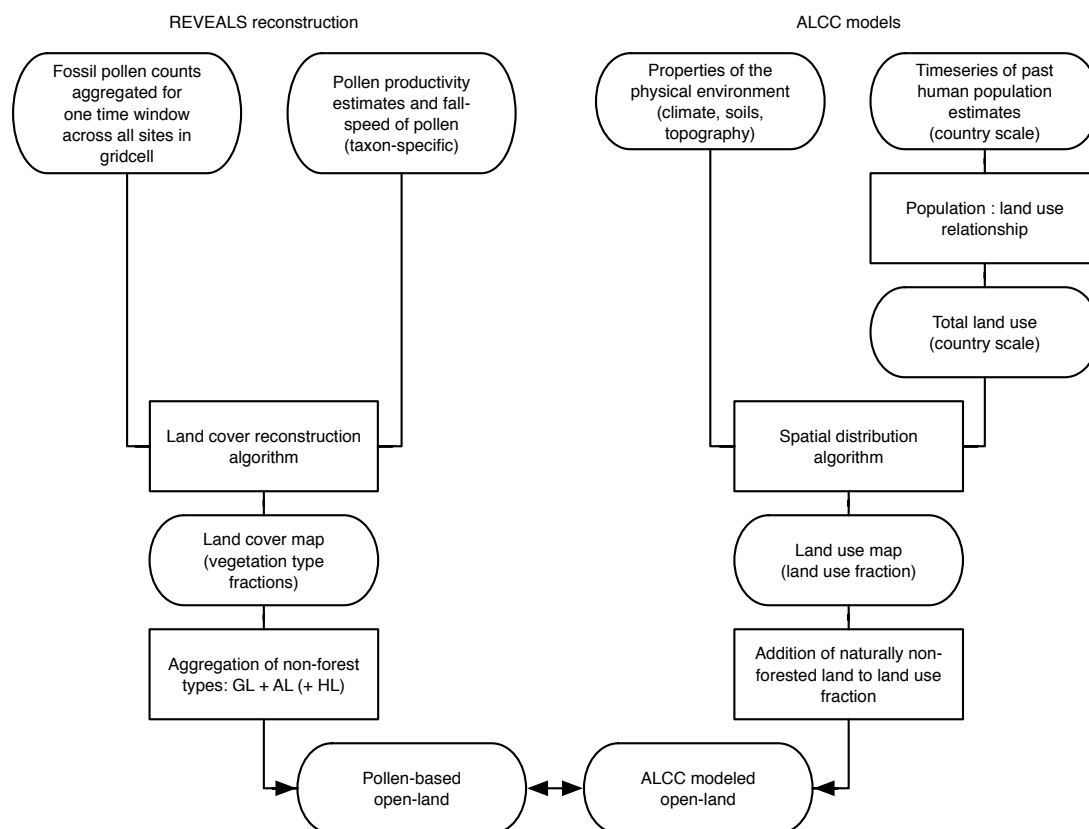 REVEALS reconstruction
Fossil pollen counts
aggregated for
one time window
across all sites in
gridcell
Pollen productivity
estimates and fall-
speed of pollen
(taxon-specific)
Land cover reconstruction
algorithm
Land cover map
(vegetation type
fractions)
Aggregation of non-forest
types: GL + AL (+ HL)
Pollen-based
open-land
ALCC models
Properties of the
physical environment
(climate, soils,
topography)
Timeseries of past
human population
estimates
(country scale)
Population : land use
relationship
Total land use
(country scale)
Spatial distribution
algorithm
Land use map
(land use fraction)
Addition of naturally non-
forested land to land use
fraction
ALCC modeled
open-land